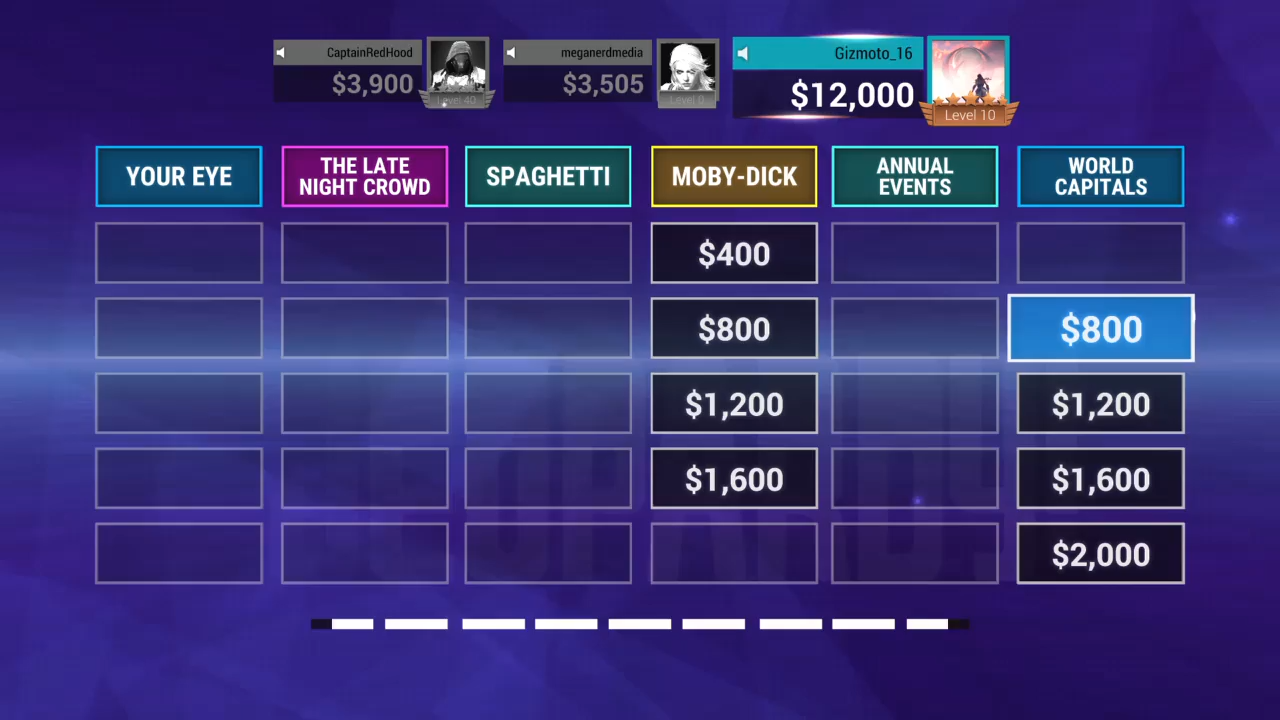 CaptainRedHood
$3,900
Level 40
meganerdmedia
$3,505
Level 0
Gizmoto_16
$12,000
Level 10
YOUR EYE
THE LATE
NIGHT CROWD
SPAGHETTI
MOBY-DICK
ANNUAL
EVENTS
WORLD
CAPITALS
$400
$800
$800
$1,200
$1,200
$1,600
$1,600
$2,000